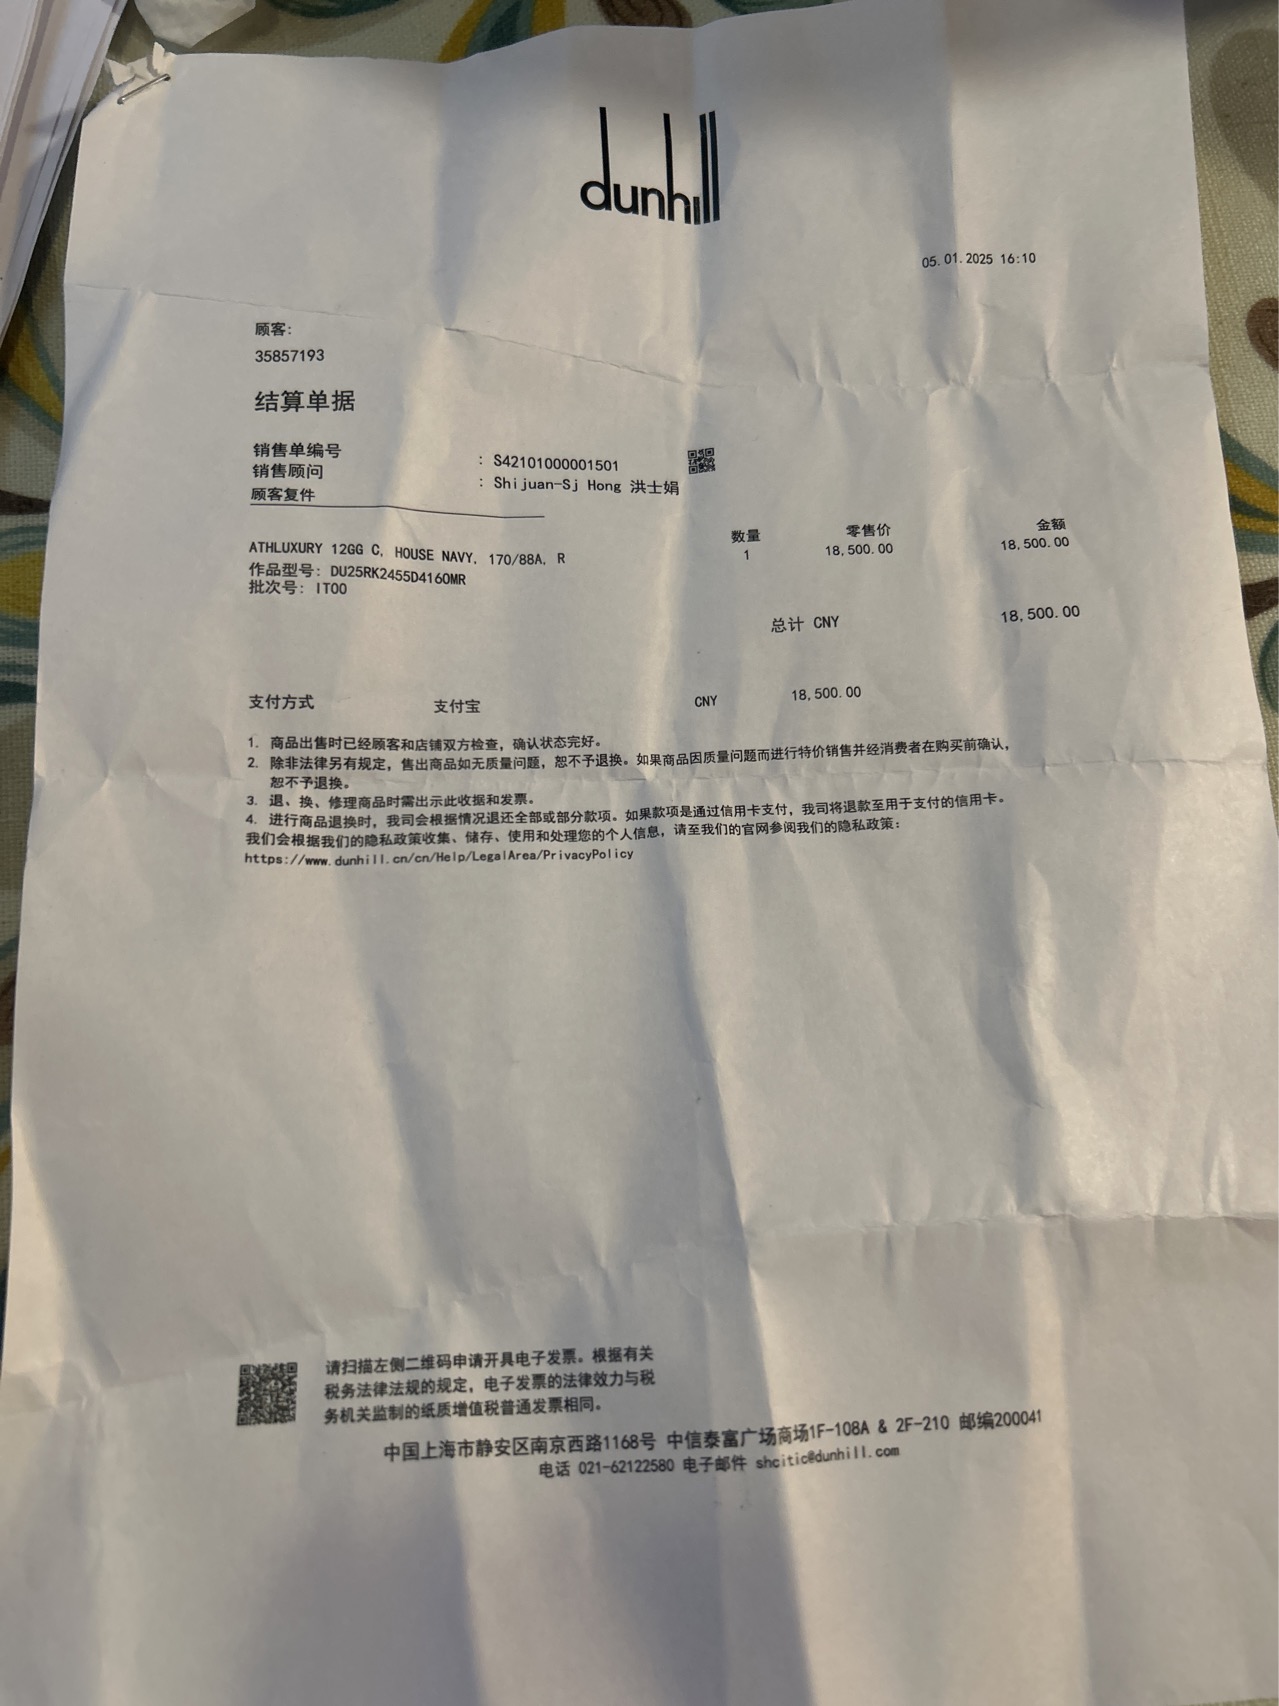 dunhill
05.01.2025 16:10
顾客:
35857193
结算单据
销售单编号 : S42101000001501
销售顾问 : Shijuan-Sj Hong 洪士娟
顾客复件
数量 零售价 金额
ATHLUXURY 12GG C, HOUSE NAVY, 170/88A, R 1 18,500.00 18,500.00
作品型号: DU25RK2455D4160MR
批次号: IT00
总计 CNY 18,500.00
支付方式 支付宝 CNY 18,500.00
1. 商品出售时已经顾客和店铺双方检查，确认状态完好。
2. 除非法律另有规定，售出商品如无质量问题，恕不予退换。如果商品因质量问题而进行特价销售并经消费者在购买前确认，
恕不予退换。
3. 退、换、修理商品时需出示此收据和发票。
4. 进行商品退换时，我司会根据情况退还全部或部分款项。如果款项是通过信用卡支付，我司将退款至用于支付的信用卡。
我们会根据我们的隐私政策收集、储存、使用和处理您的个人信息，请至我们的官网参阅我们的隐私政策:
https://www.dunhill.cn/cn/Help/LegalArea/PrivacyPolicy
请扫描左侧二维码申请开具电子发票。根据有关
税务法律法规的规定，电子发票的法律效力与税
务机关监制的纸质增值税普通发票相同。
中国上海市静安区南京西路1168号 中信泰富广场商场1F-108A & 2F-210 邮编200041
电话 021-62122580 电子邮件 shcitic@dunhill.com